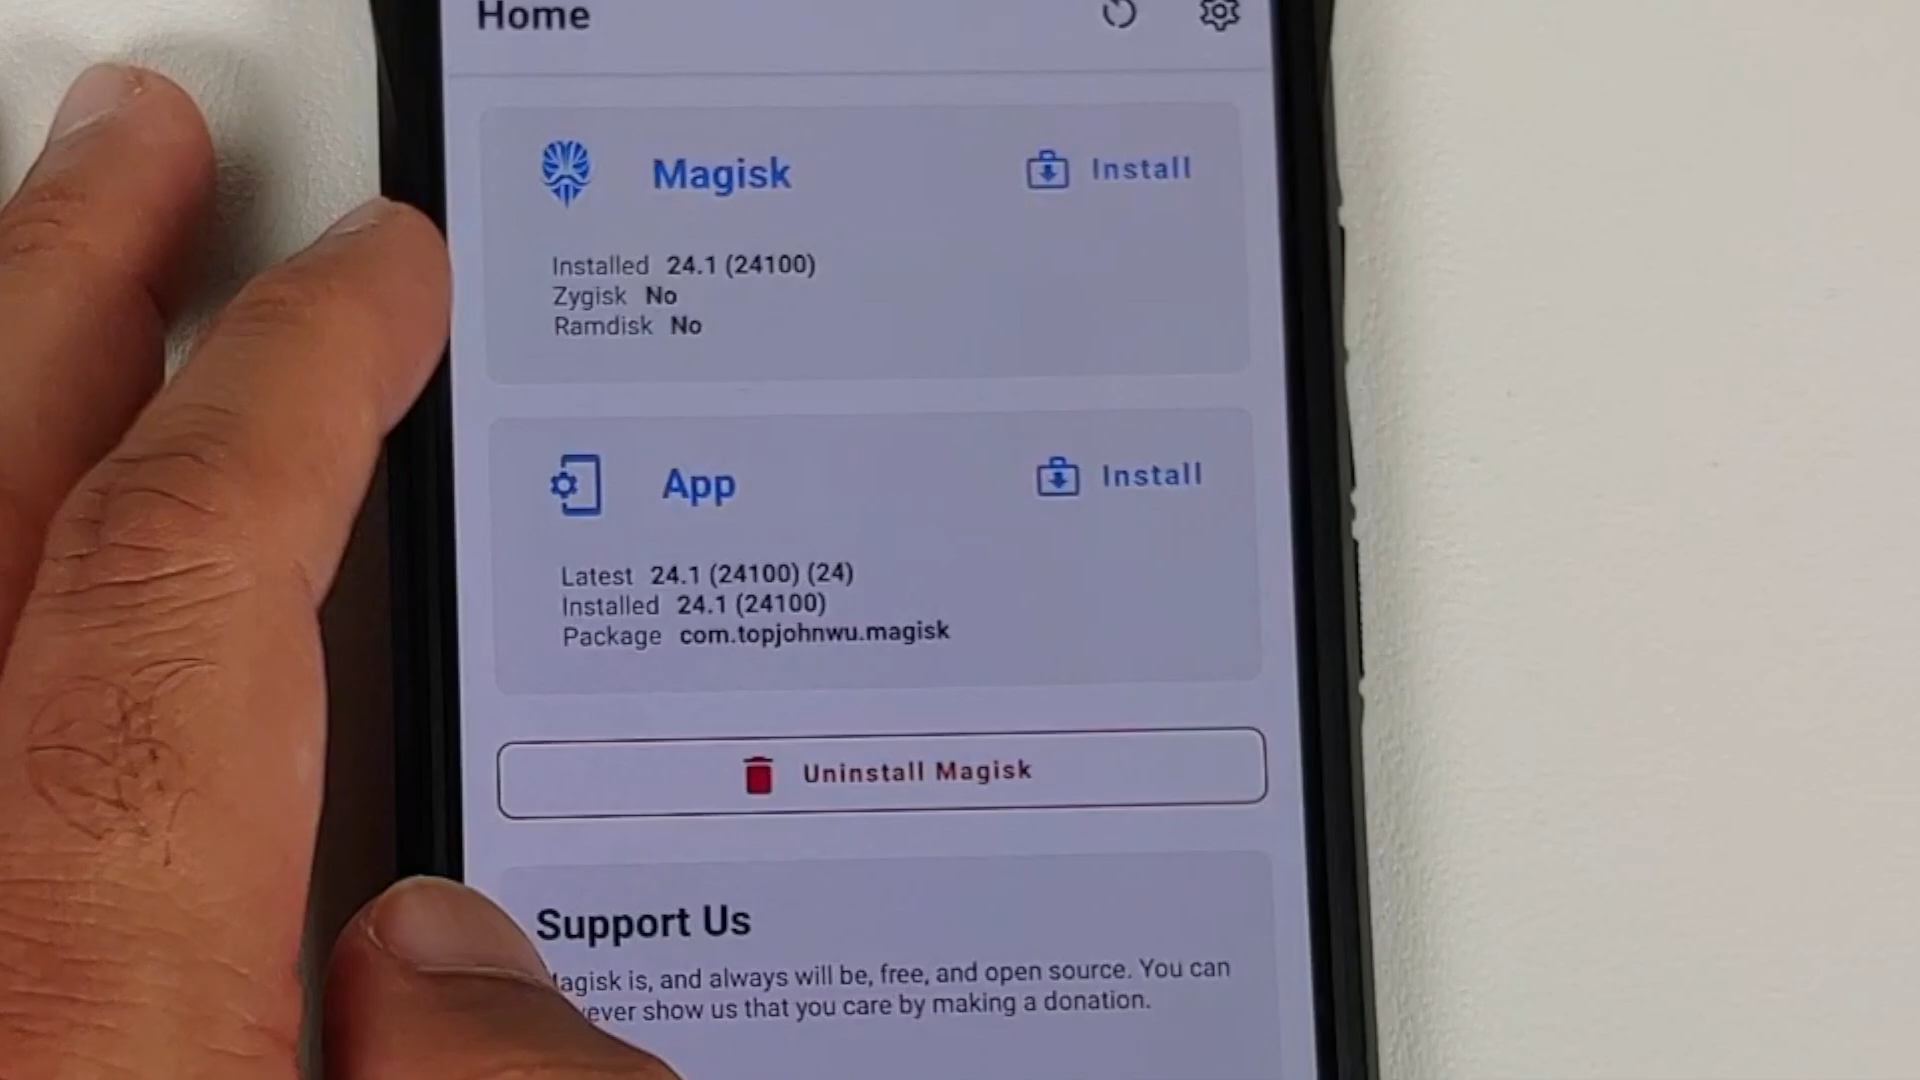 Home
Magisk
Install
Installed 24.1 (24100)
Zygisk No
Ramdisk No
App
Install
Latest 24.1 (24100) (24)
Installed 24.1 (24100)
Package com.topjohnwu.magisk
Uninstall Magisk
Support Us
is, and always will be, free, and open source. You can
show us that you care by making a donation.